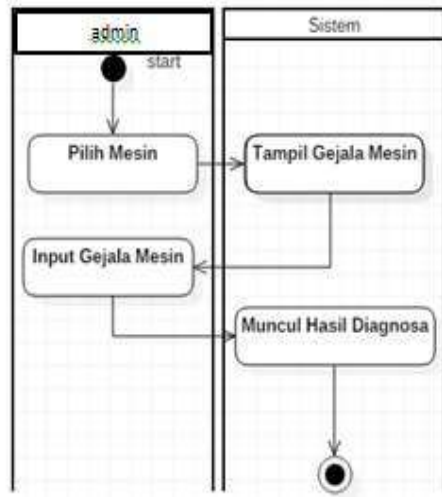 admin
Sistem
start
Pilih Mesin
Tampil Gejala Mesin
Input Gejala Mesin
Muncul Hasil Diagnosa